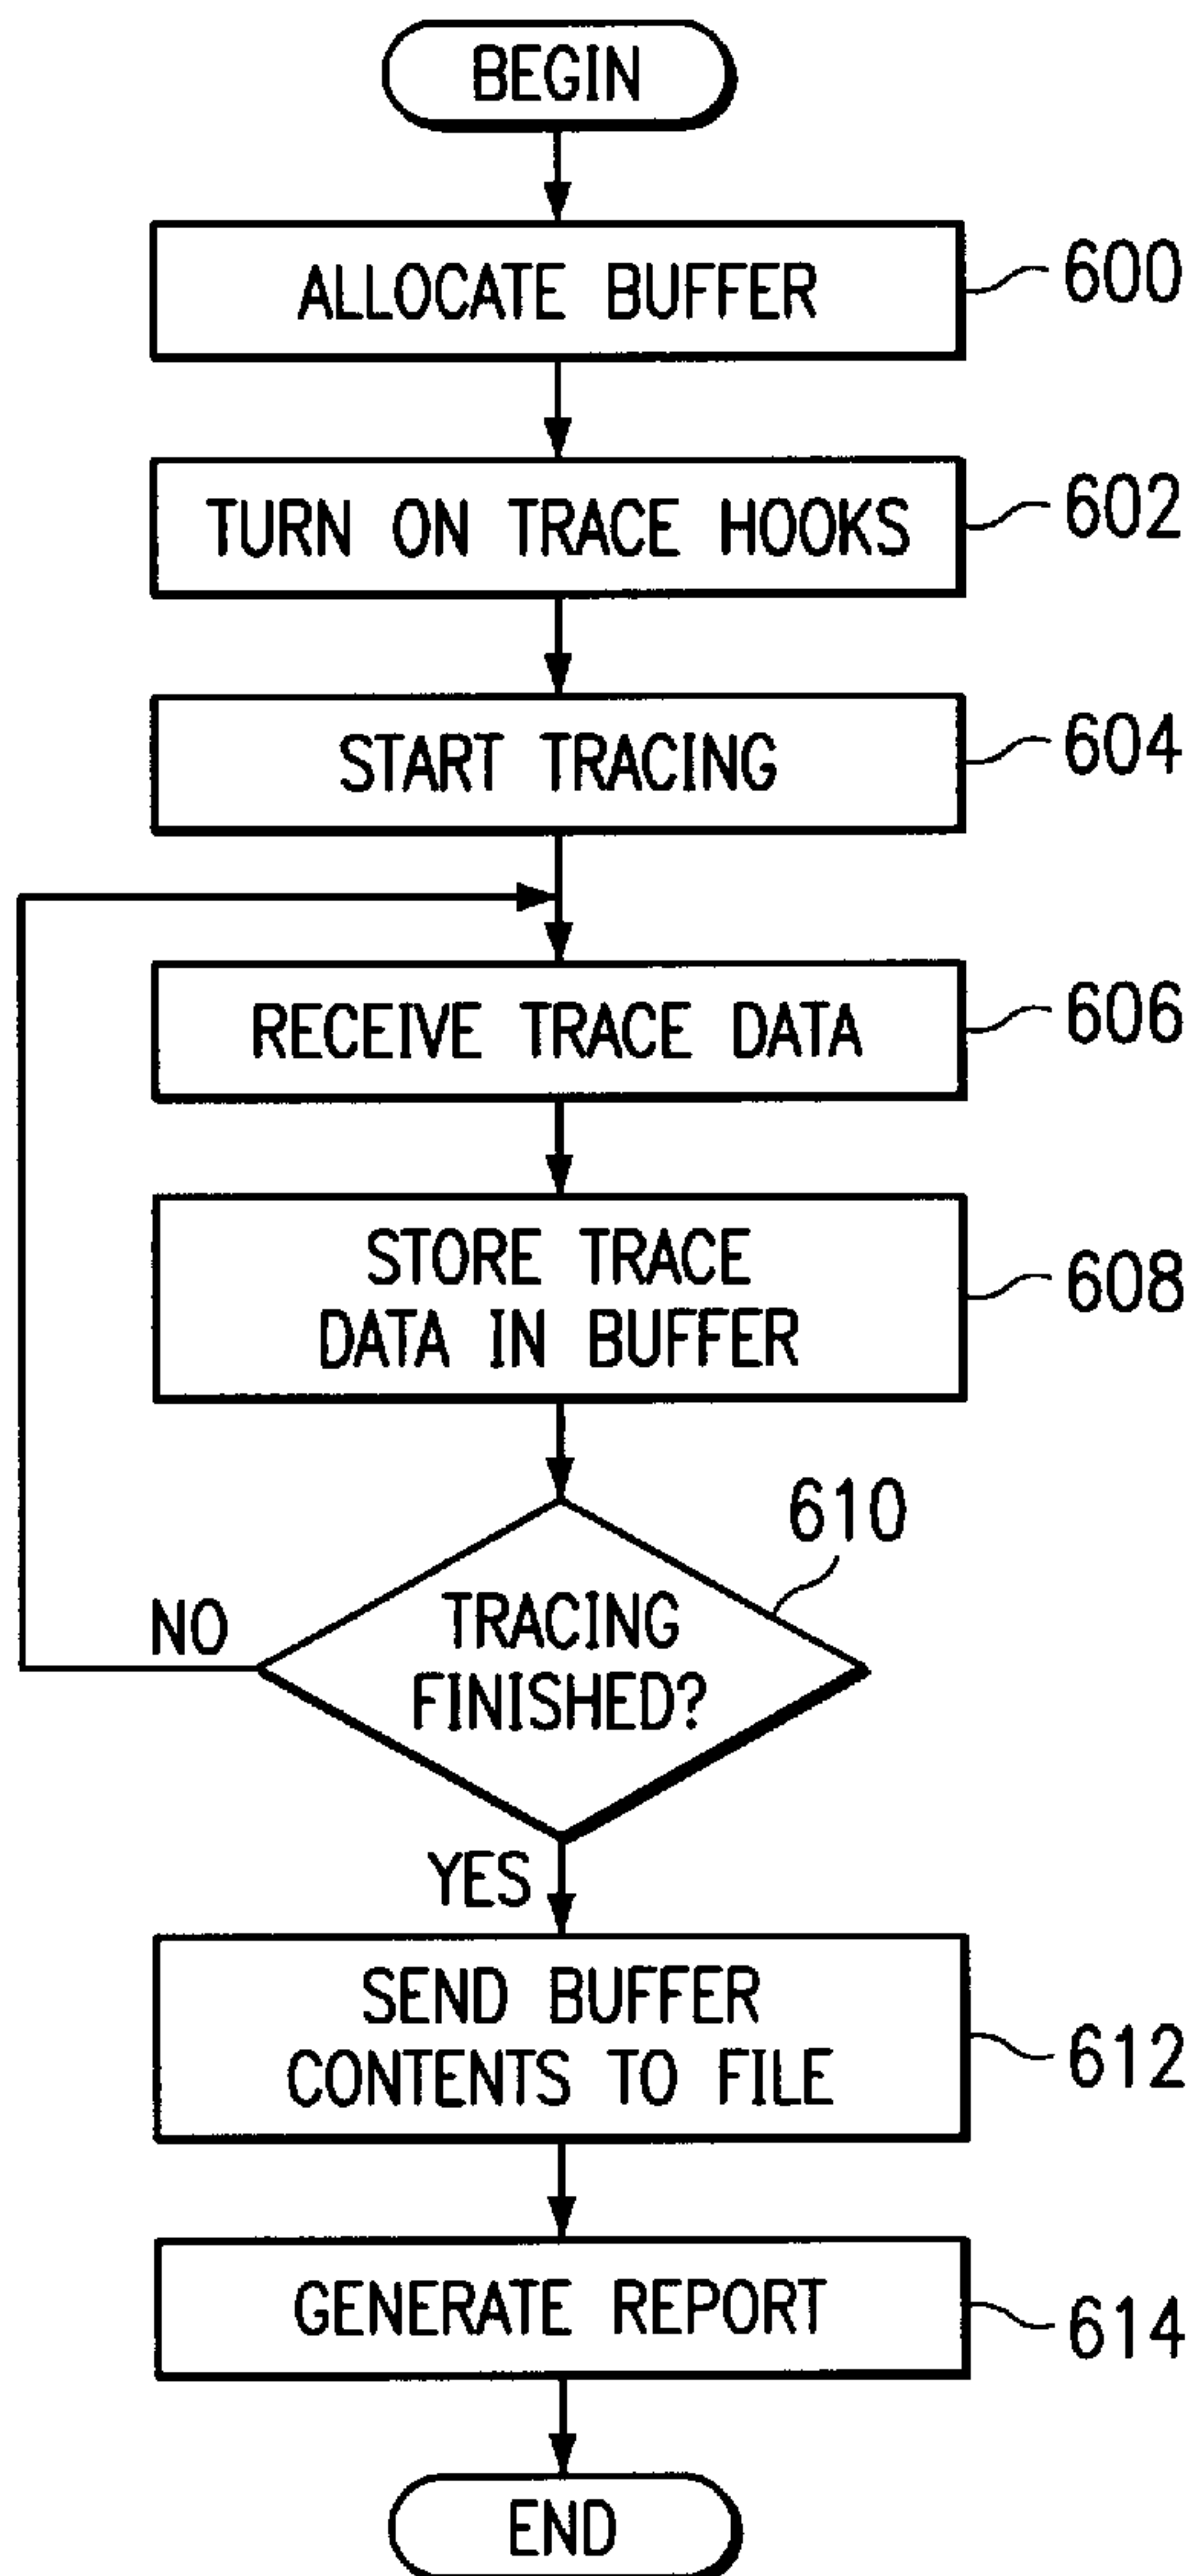 BEGIN
ALLOCATE BUFFER
600
TURN ON TRACE HOOKS
602
START TRACING
604
RECEIVE TRACE DATA
606
STORE TRACE
DATA IN BUFFER
608
610
TRACING
FINISHED?
NO
YES
SEND BUFFER
CONTENTS TO FILE
612
GENERATE REPORT
614
END